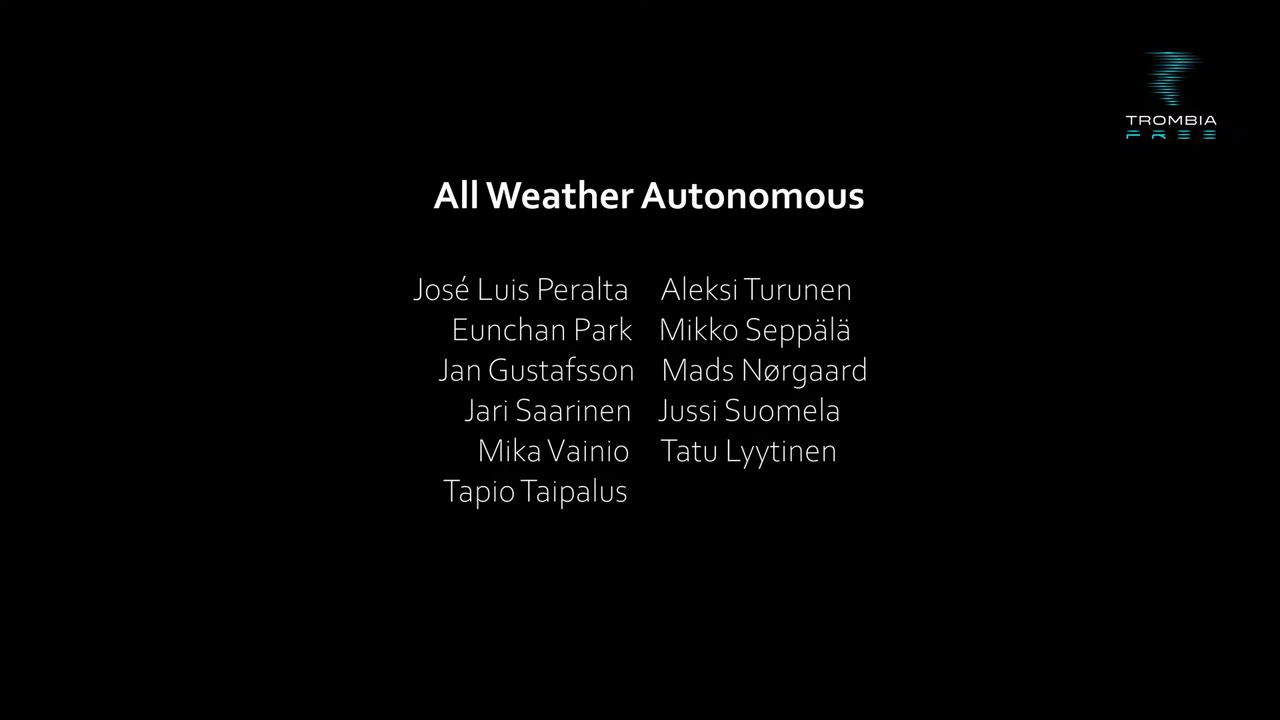 TROMBIA
FREE
All Weather Autonomous
José Luis Peralta Aleksi Turunen
Eunchan Park Mikko Seppälä
Jan Gustafsson Mads Nørgaard
Jari Saarinen Jussi Suomela
Mika Vainio Tatu Lyytinen
Tapio Taipalus